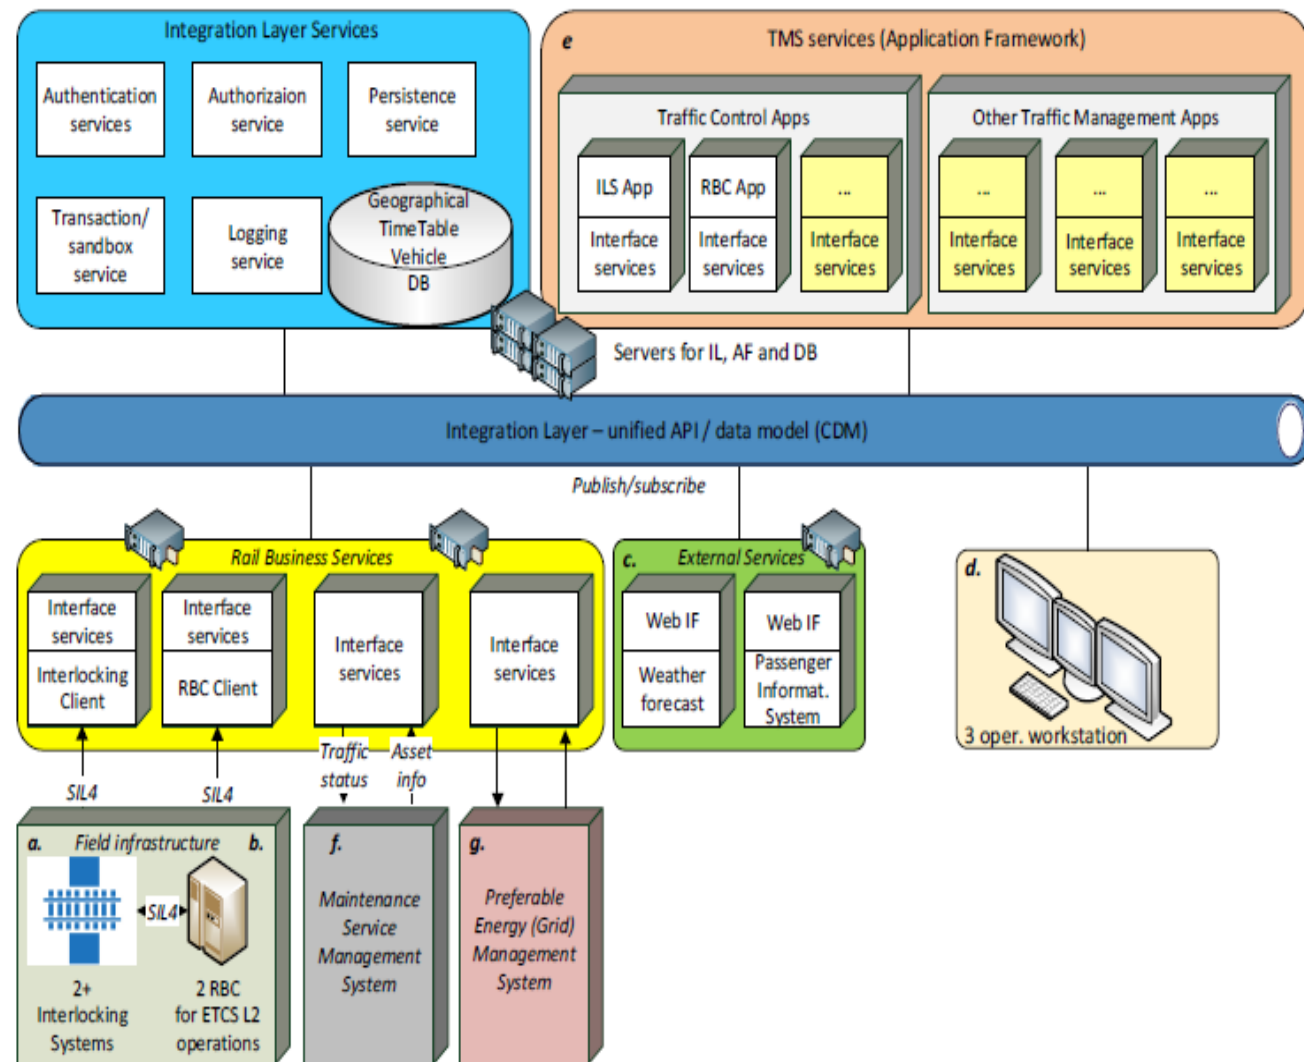 Integration Layer Services
Authentication
services
Authorizaion
service
Persistence
service
Transaction/
sandbox
service
Logging
service
Geographical
TimeTable
Vehicle
DB
e
TMS services (Application Framework)
Traffic Control Apps
ILS App
Interface
services
RBC App
Interface
services
...
Interface
services
Other Traffic Management Apps
...
Interface
services
...
Interface
services
...
Interface
services
Servers for IL, AF and DB
Integration Layer – unified API / data model (CDM)
Publish/subscribe
Rail Business Services
Interface
services
Interlocking
Client
Interface
services
RBC Client
Interface
services
Interface
services
c.
External Services
Web IF
Weather
forecast
Web IF
Passenger
Informat.
System
d.
3 oper. workstation
SIL4
SIL4
Traffic
status
Asset
info
a.
Field infrastructure
b.
SIL4
2+
Interlocking
Systems
2 RBC
for ETCS L2
operations
f.
Maintenance
Service
Management
System
g.
Preferable
Energy (Grid)
Management
System